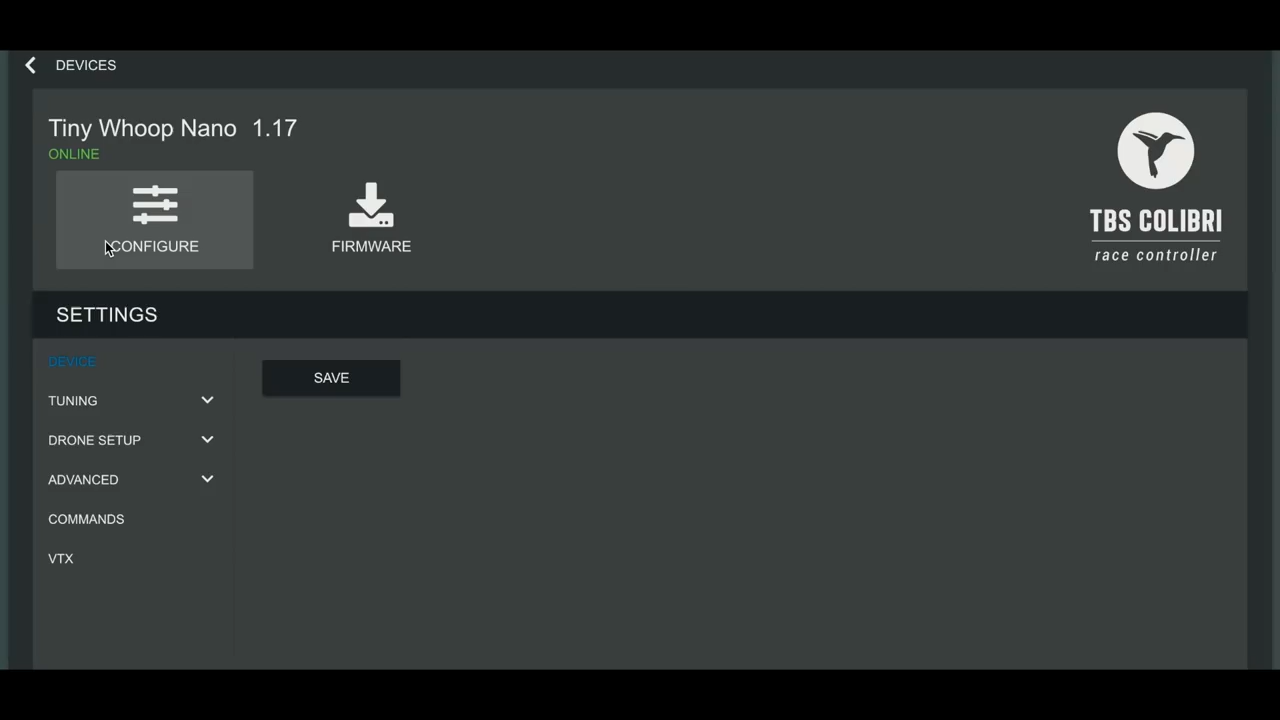 DEVICES
Tiny Whoop Nano 1.17
ONLINE
CONFIGURE
FIRMWARE
TBS COLIBRI
race controller
SETTINGS
DEVICE
SAVE
TUNING
DRONE SETUP
ADVANCED
COMMANDS
VTX